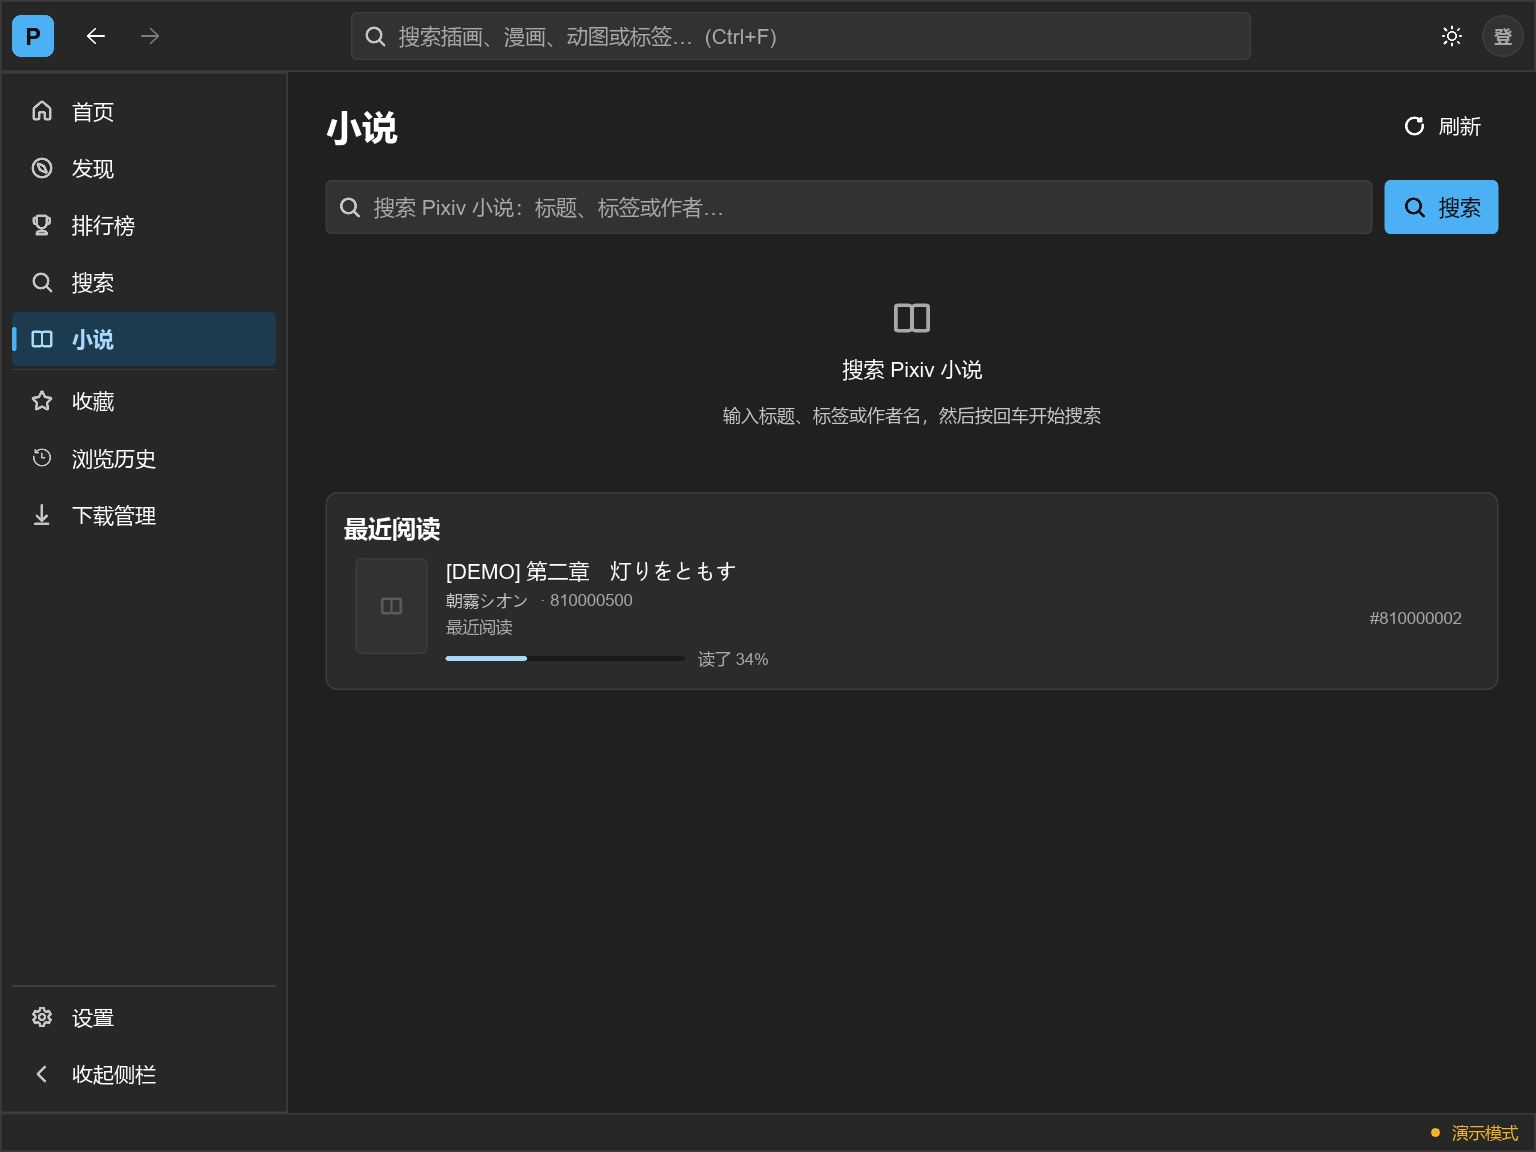 P
搜索插画、漫画、动图或标签... (Ctrl+F)
登
首页
发现
排行榜
搜索
小说
收藏
浏览历史
下载管理
设置
收起侧栏
小说
刷新
搜索 Pixiv 小说：标题、标签或作者...
搜索
搜索 Pixiv 小说
输入标题、标签或作者名，然后按回车开始搜索
最近阅读
[DEMO] 第二章　灯りをともす
朝霧シオン · 810000500
最近阅读
读了 34%
#810000002
演示模式